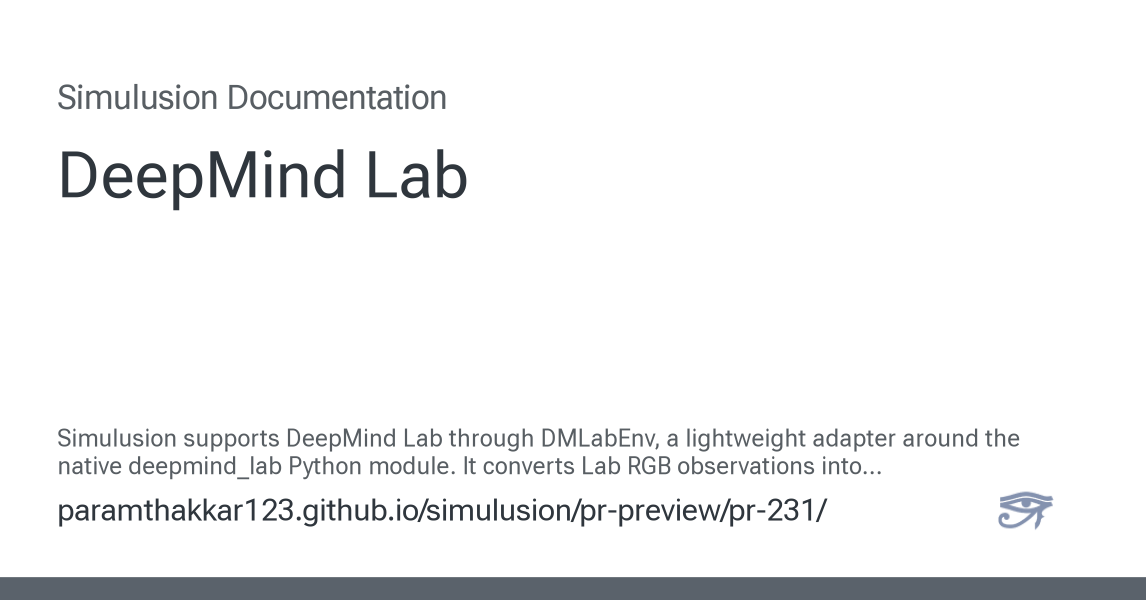 Simulusion Documentation
DeepMind Lab
Simulusion supports DeepMind Lab through DMLabEnv, a lightweight adapter around the
native deepmind_lab Python module. It converts Lab RGB observations into...
paramthakkar123.github.io/simulusion/pr-preview/pr-231/